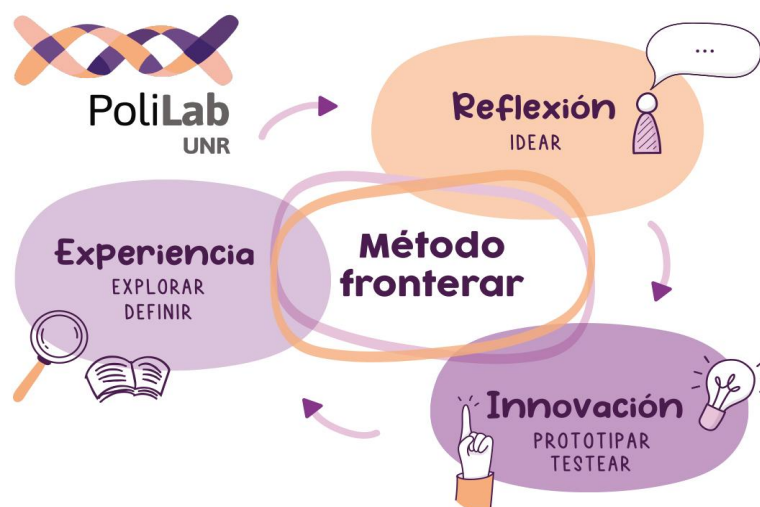 PoliLab
UNR
Reflexión
IDEAR
...
Experiencia
EXPLORAR
DEFINIR
Método
fronterar
Innovación
PROTOTIPAR
TESTEAR